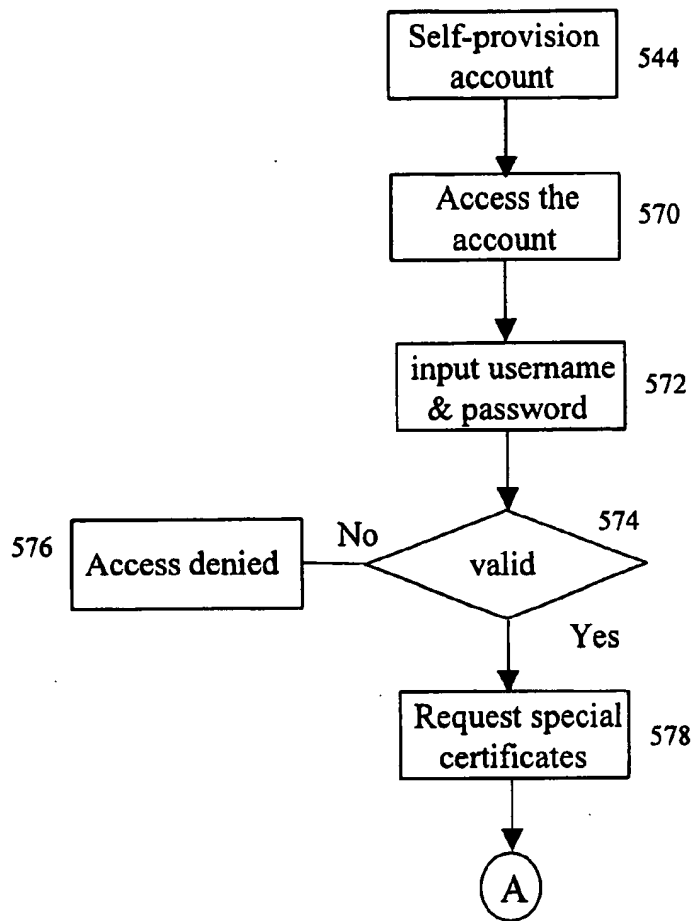 Self-provision
account
544
Access the
account
570
input username
& password
572
574
valid
No
576
Access denied
Yes
Request special
certificates
578
A